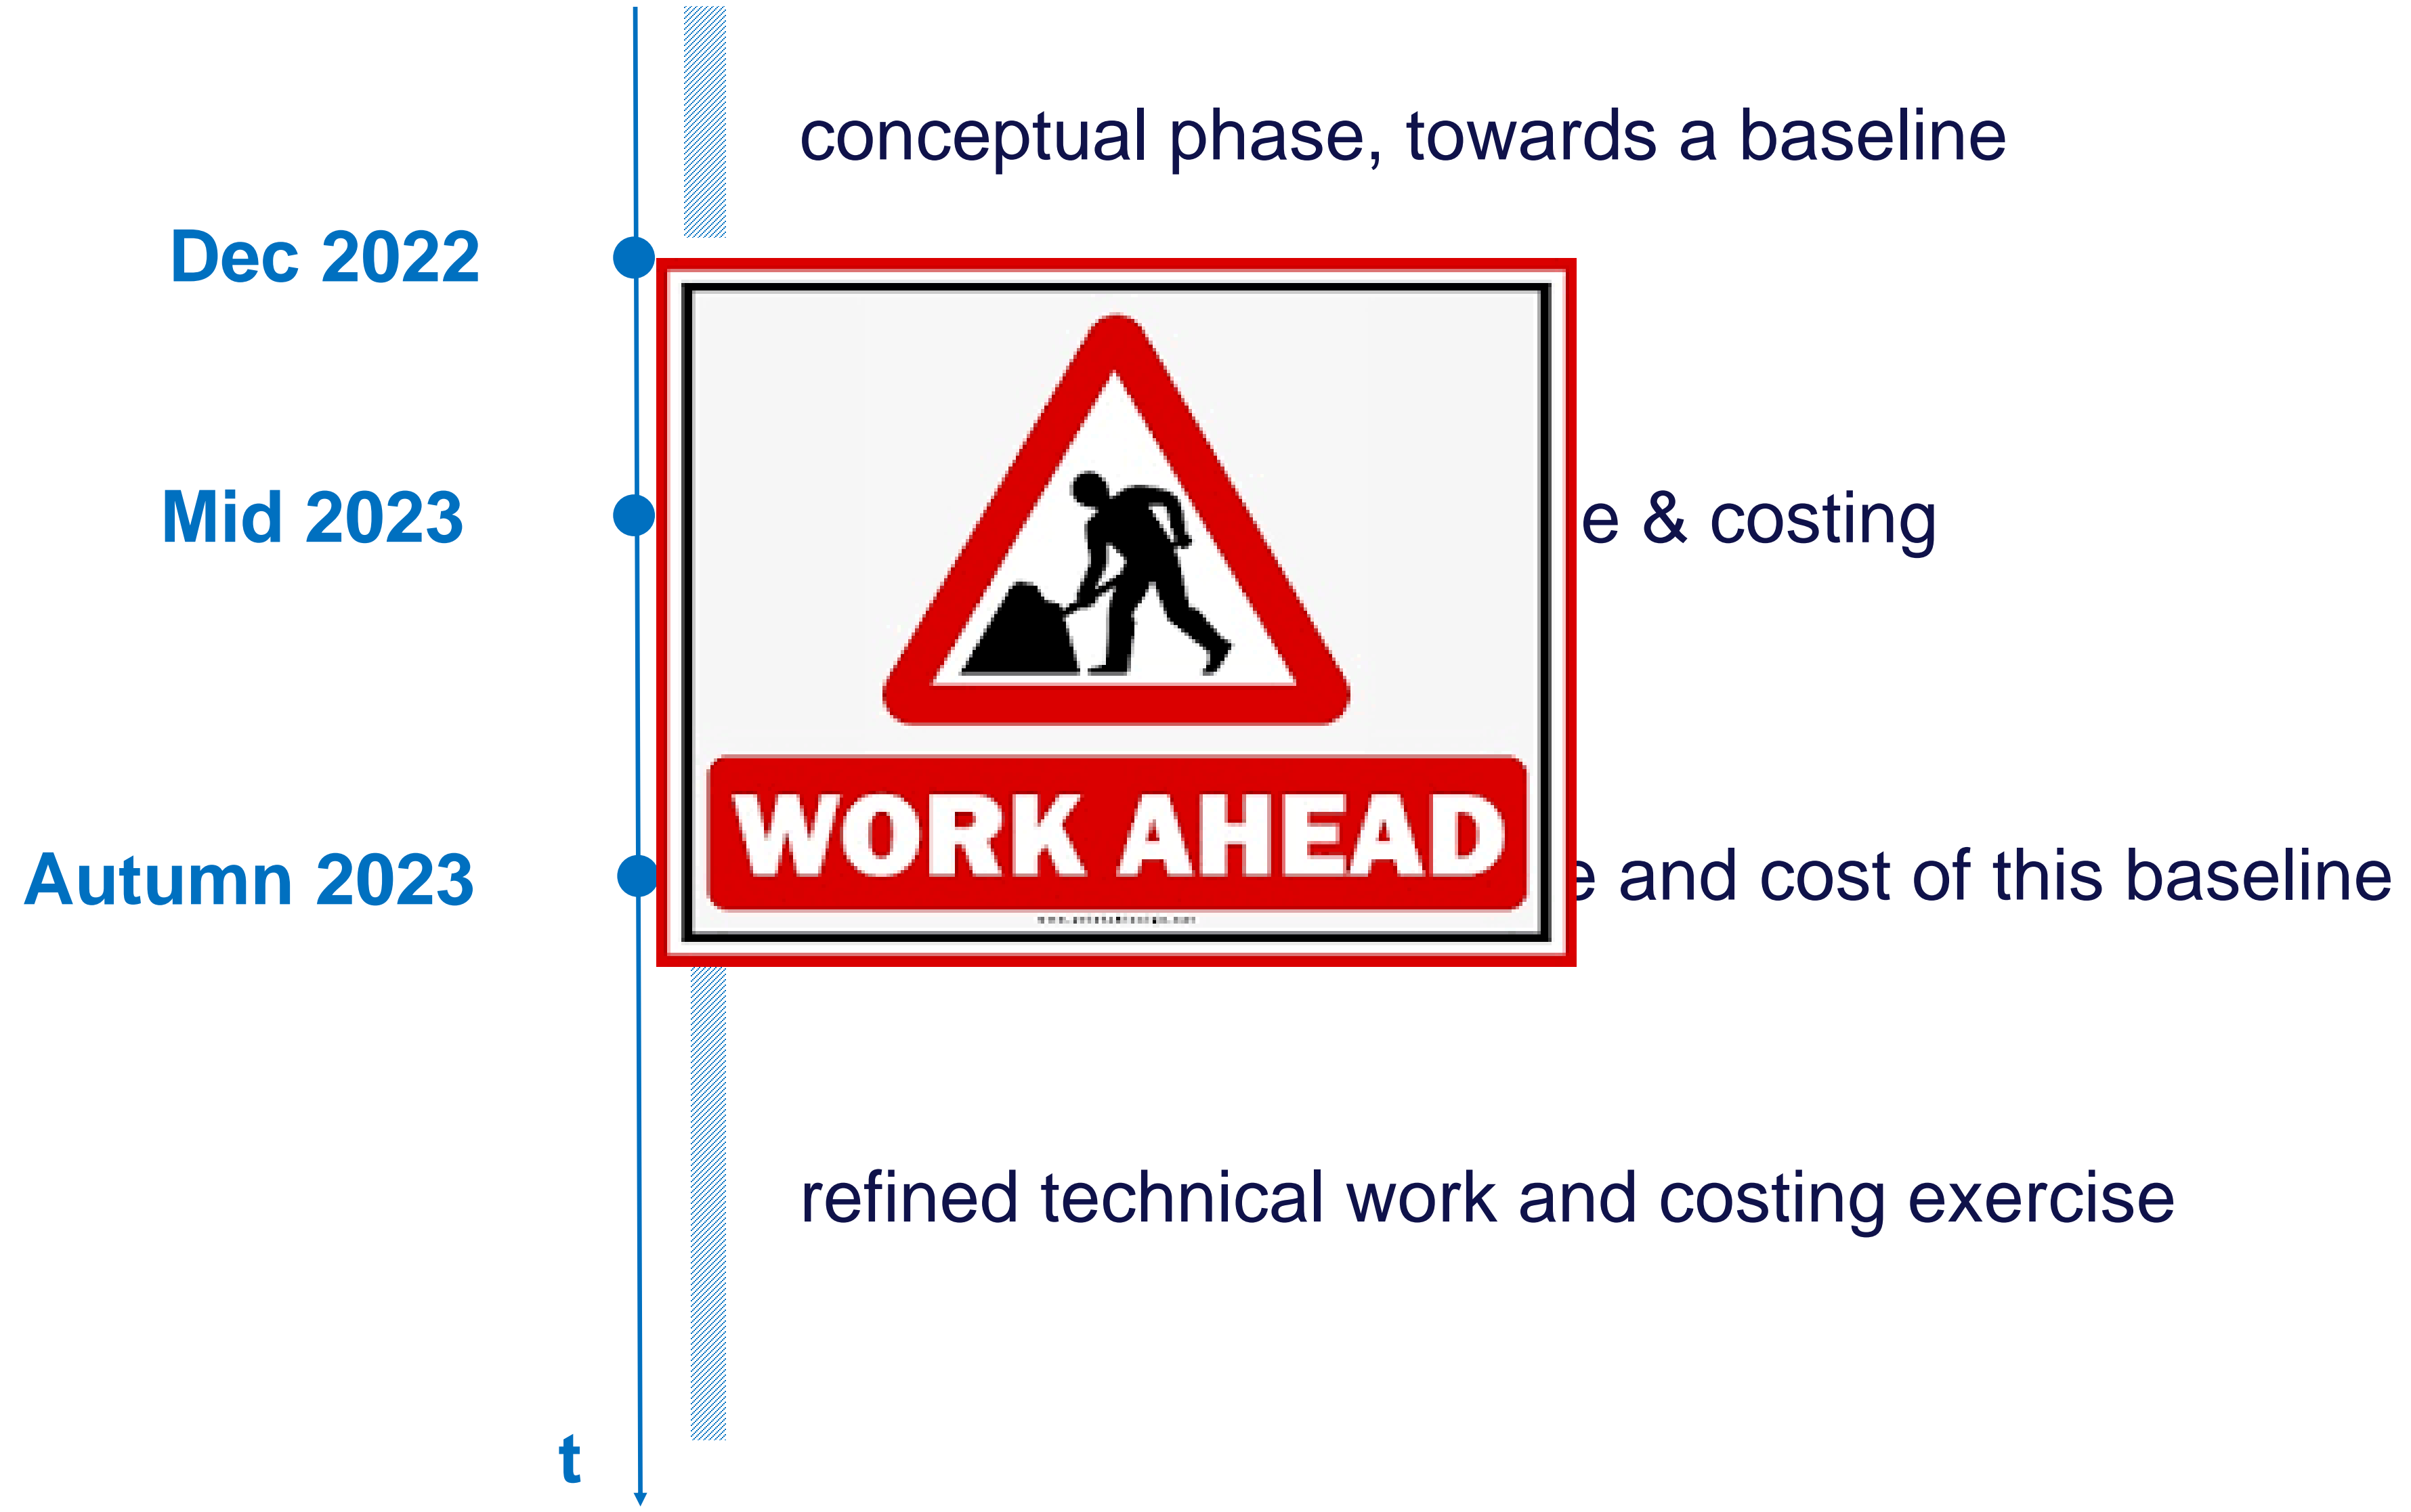 conceptual phase, towards a baseline
Dec 2022
Mid 2023
& costing
WORK AHEAD
Autumn 2023
and cost of this baseline
refined technical work and costing exercise
t